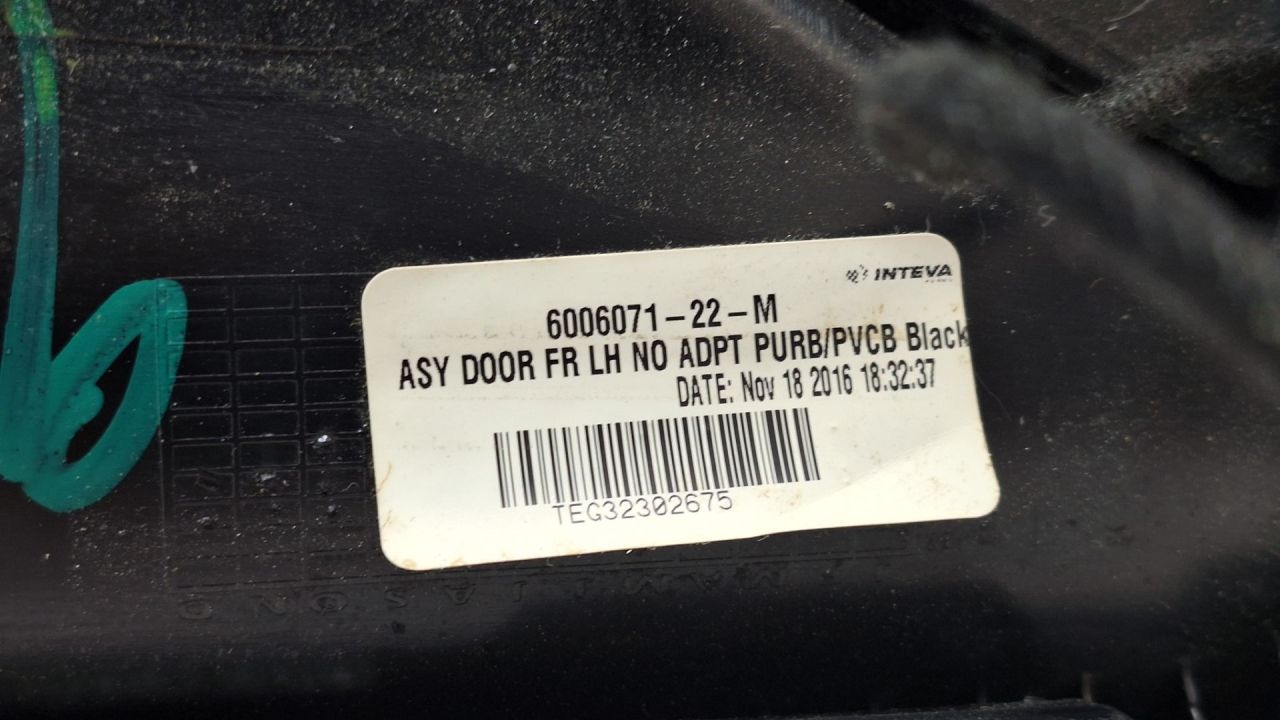 INTEVA
6006071-22-M
ASY DOOR FR LH NO ADPT PURB/PVCB Black
DATE: Nov 18 2016 18:32:37
TEG32302675